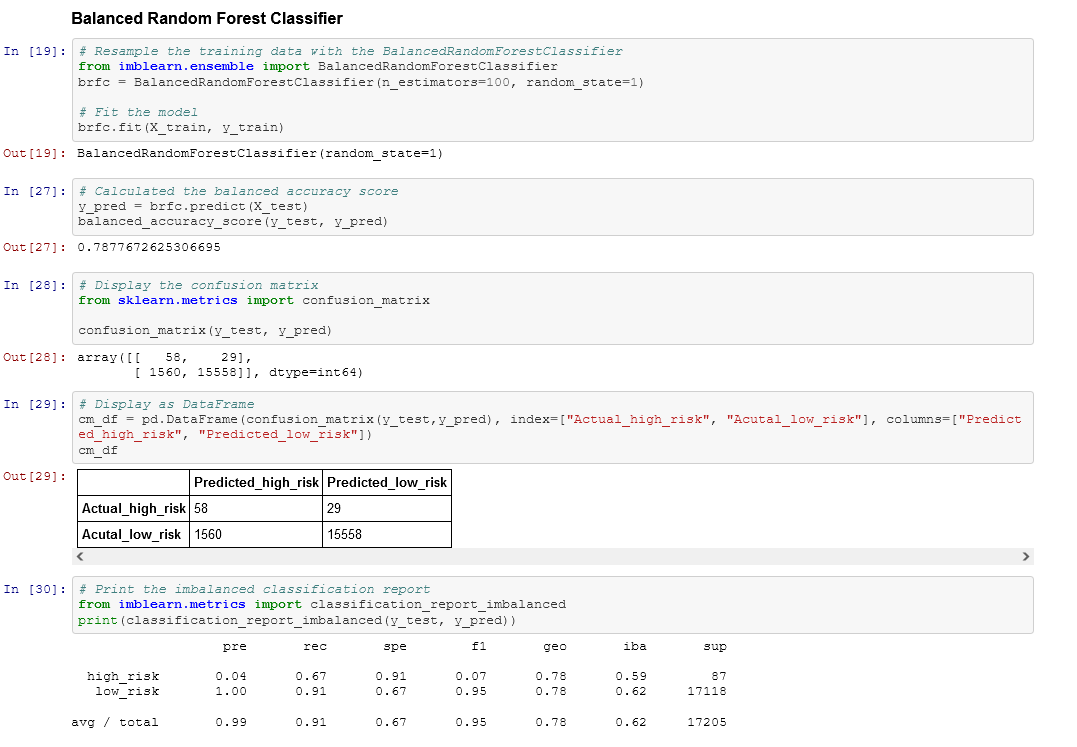 Balanced Random Forest Classifier
In [19]: # Resample the training data with the BalancedRandomForestClassifier
from imblearn.ensemble import BalancedRandomForestClassifier
brfc = BalancedRandomForestClassifier(n_estimators=100, random_state=1)
# Fit the model
brfc.fit(X_train, y_train)
Out[19]: BalancedRandomForestClassifier(random_state=1)
In [27]: # Calculated the balanced accuracy score
y_pred = brfc.predict(X_test)
balanced_accuracy_score(y_test, y_pred)
Out[27]: 0.7877672625306695
In [28]: # Display the confusion matrix
from sklearn.metrics import confusion_matrix
confusion_matrix(y_test, y_pred)
Out[28]: array([[   58,    29],
[ 1560, 15558]], dtype=int64)
In [29]: # Display as DataFrame
cm_df = pd.DataFrame(confusion_matrix(y_test,y_pred), index=["Actual_high_risk", "Acutal_low_risk"], columns=["Predict
ed_high_risk", "Predicted_low_risk"])
cm_df
Out[29]:
Predicted_high_risk Predicted_low_risk
Actual_high_risk 58 29
Acutal_low_risk 1560 15558
In [30]: # Print the imbalanced classification report
from imblearn.metrics import classification_report_imbalanced
print(classification_report_imbalanced(y_test, y_pred))
pre rec spe f1 geo iba sup
high_risk 0.04 0.67 0.91 0.07 0.78 0.59 87
low_risk 1.00 0.91 0.67 0.95 0.78 0.62 17118
avg / total 0.99 0.91 0.67 0.95 0.78 0.62 17205